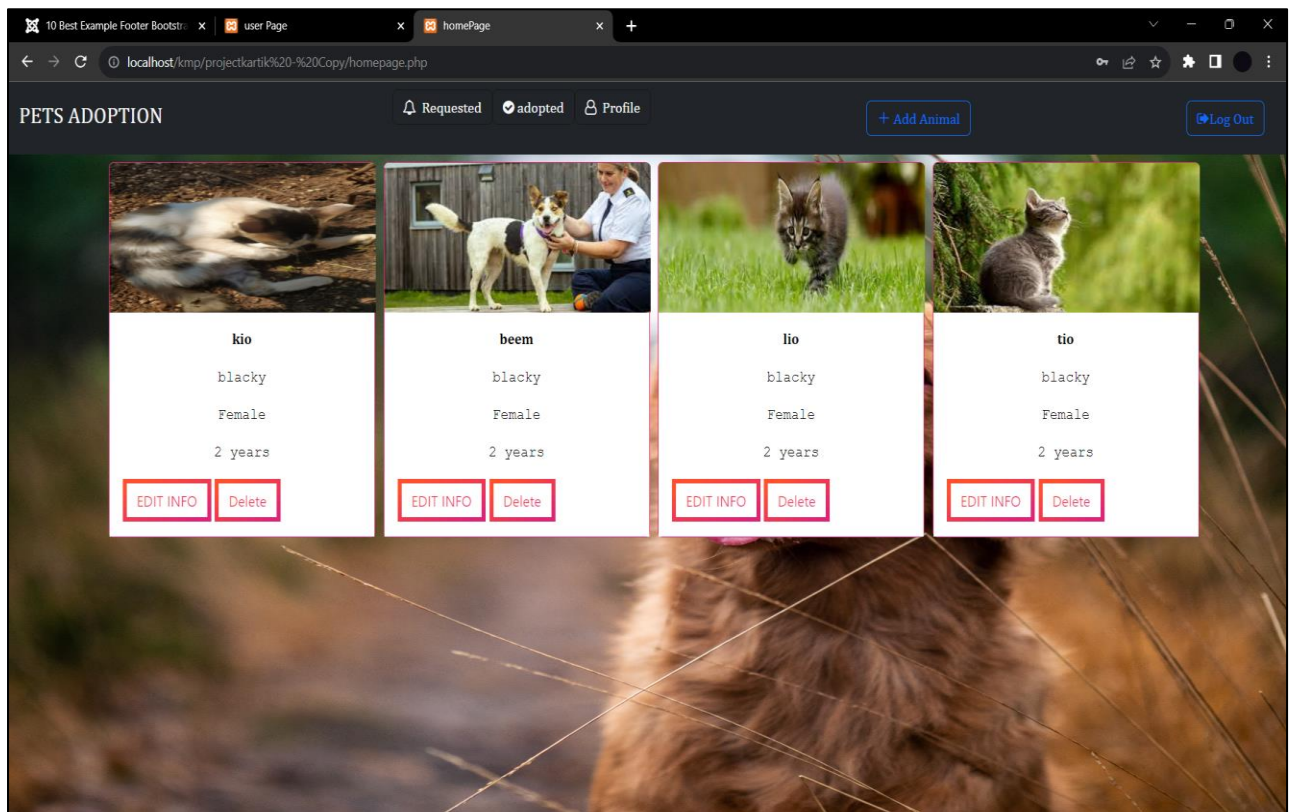 10 Best Example Footer Bootstra
user Page
homePage
localhost/kmp/projectkartik%20-%20Copy/homepage.php
PETS ADOPTION
Requested
adopted
Profile
+ Add Animal
Log Out
kio
blacky
Female
2 years
EDIT INFO
Delete
beem
blacky
Female
2 years
EDIT INFO
Delete
lio
blacky
Female
2 years
EDIT INFO
Delete
tio
blacky
Female
2 years
EDIT INFO
Delete